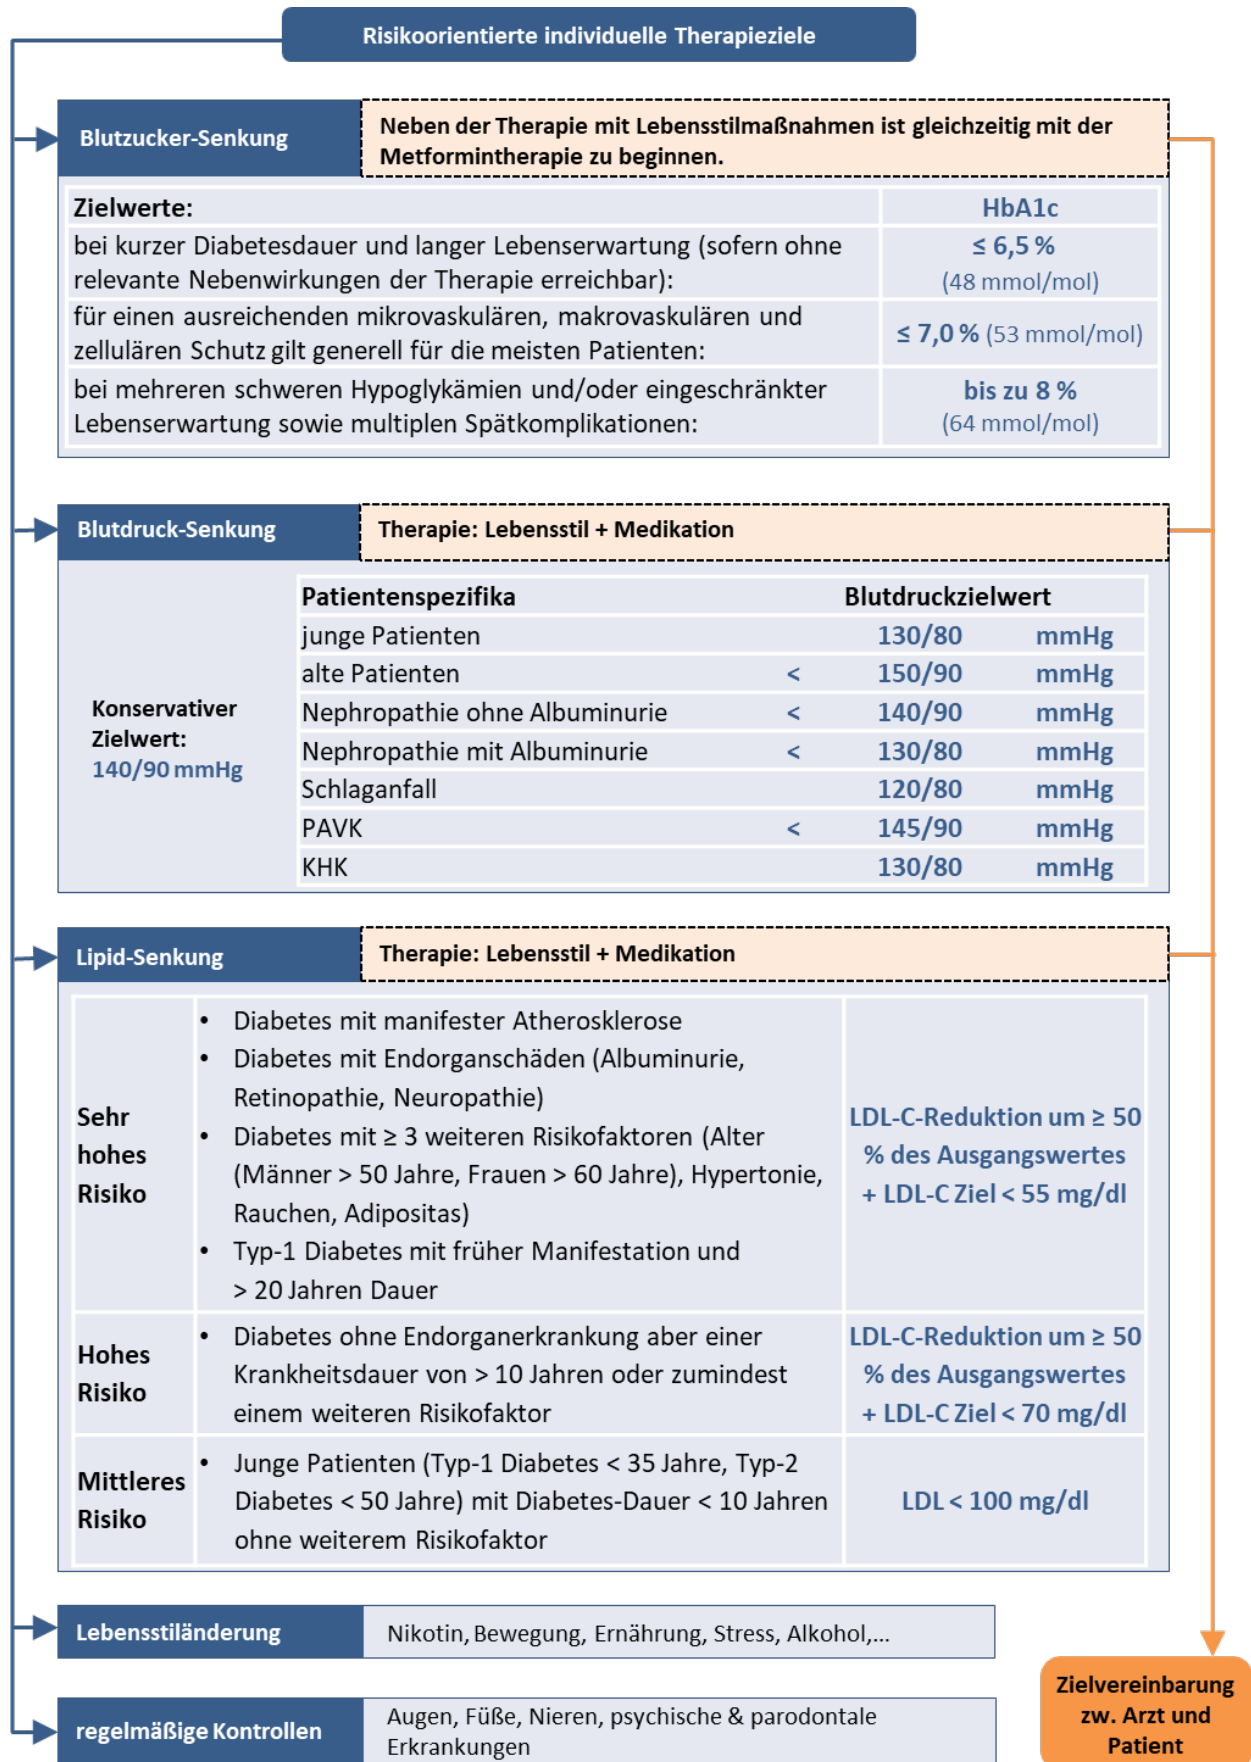 Risikoorientierte individuelle Therapieziele
Blutzucker-Senkung
Neben der Therapie mit Lebensstilmaßnahmen ist gleichzeitig mit der
Metformintherapie zu beginnen.
Zielwerte: HbA1c
bei kurzer Diabetesdauer und langer Lebenserwartung (sofern ohne
relevante Nebenwirkungen der Therapie erreichbar):
≤ 6,5 %
(48 mmol/mol)
für einen ausreichenden mikrovaskulären, makrovaskulären und
zellulären Schutz gilt generell für die meisten Patienten:
≤ 7,0 % (53 mmol/mol)
bei mehreren schweren Hypoglykämien und/oder eingeschränkter
Lebenserwartung sowie multiplen Spätkomplikationen:
bis zu 8 %
(64 mmol/mol)
Blutdruck-Senkung
Therapie: Lebensstil + Medikation
Konservativer
Zielwert:
140/90 mmHg
Patientenspezifika Blutdruckzielwert
junge Patienten 130/80 mmHg
alte Patienten < 150/90 mmHg
Nephropathie ohne Albuminurie < 140/90 mmHg
Nephropathie mit Albuminurie < 130/80 mmHg
Schlaganfall 120/80 mmHg
PAVK < 145/90 mmHg
KHK 130/80 mmHg
Lipid-Senkung
Therapie: Lebensstil + Medikation
Sehr
hohes
Risiko
• Diabetes mit manifester Atherosklerose
• Diabetes mit Endorganschäden (Albuminurie,
Retinopathie, Neuropathie)
• Diabetes mit ≥ 3 weiteren Risikofaktoren (Alter
(Männer > 50 Jahre, Frauen > 60 Jahre), Hypertonie,
Rauchen, Adipositas)
• Typ-1 Diabetes mit früher Manifestation und
> 20 Jahren Dauer
LDL-C-Reduktion um ≥ 50
% des Ausgangswertes
+ LDL-C Ziel < 55 mg/dl
Hohes
Risiko
• Diabetes ohne Endorganerkrankung aber einer
Krankheitsdauer von > 10 Jahren oder zumindest
einem weiteren Risikofaktor
LDL-C-Reduktion um ≥ 50
% des Ausgangswertes
+ LDL-C Ziel < 70 mg/dl
Mittleres
Risiko
• Junge Patienten (Typ-1 Diabetes < 35 Jahre, Typ-2
Diabetes < 50 Jahre) mit Diabetes-Dauer < 10 Jahren
ohne weiterem Risikofaktor
LDL < 100 mg/dl
Lebensstiländerung
Nikotin, Bewegung, Ernährung, Stress, Alkohol,...
regelmäßige Kontrollen
Augen, Füße, Nieren, psychische & parodontale
Erkrankungen
Zielvereinbarung
zw. Arzt und
Patient